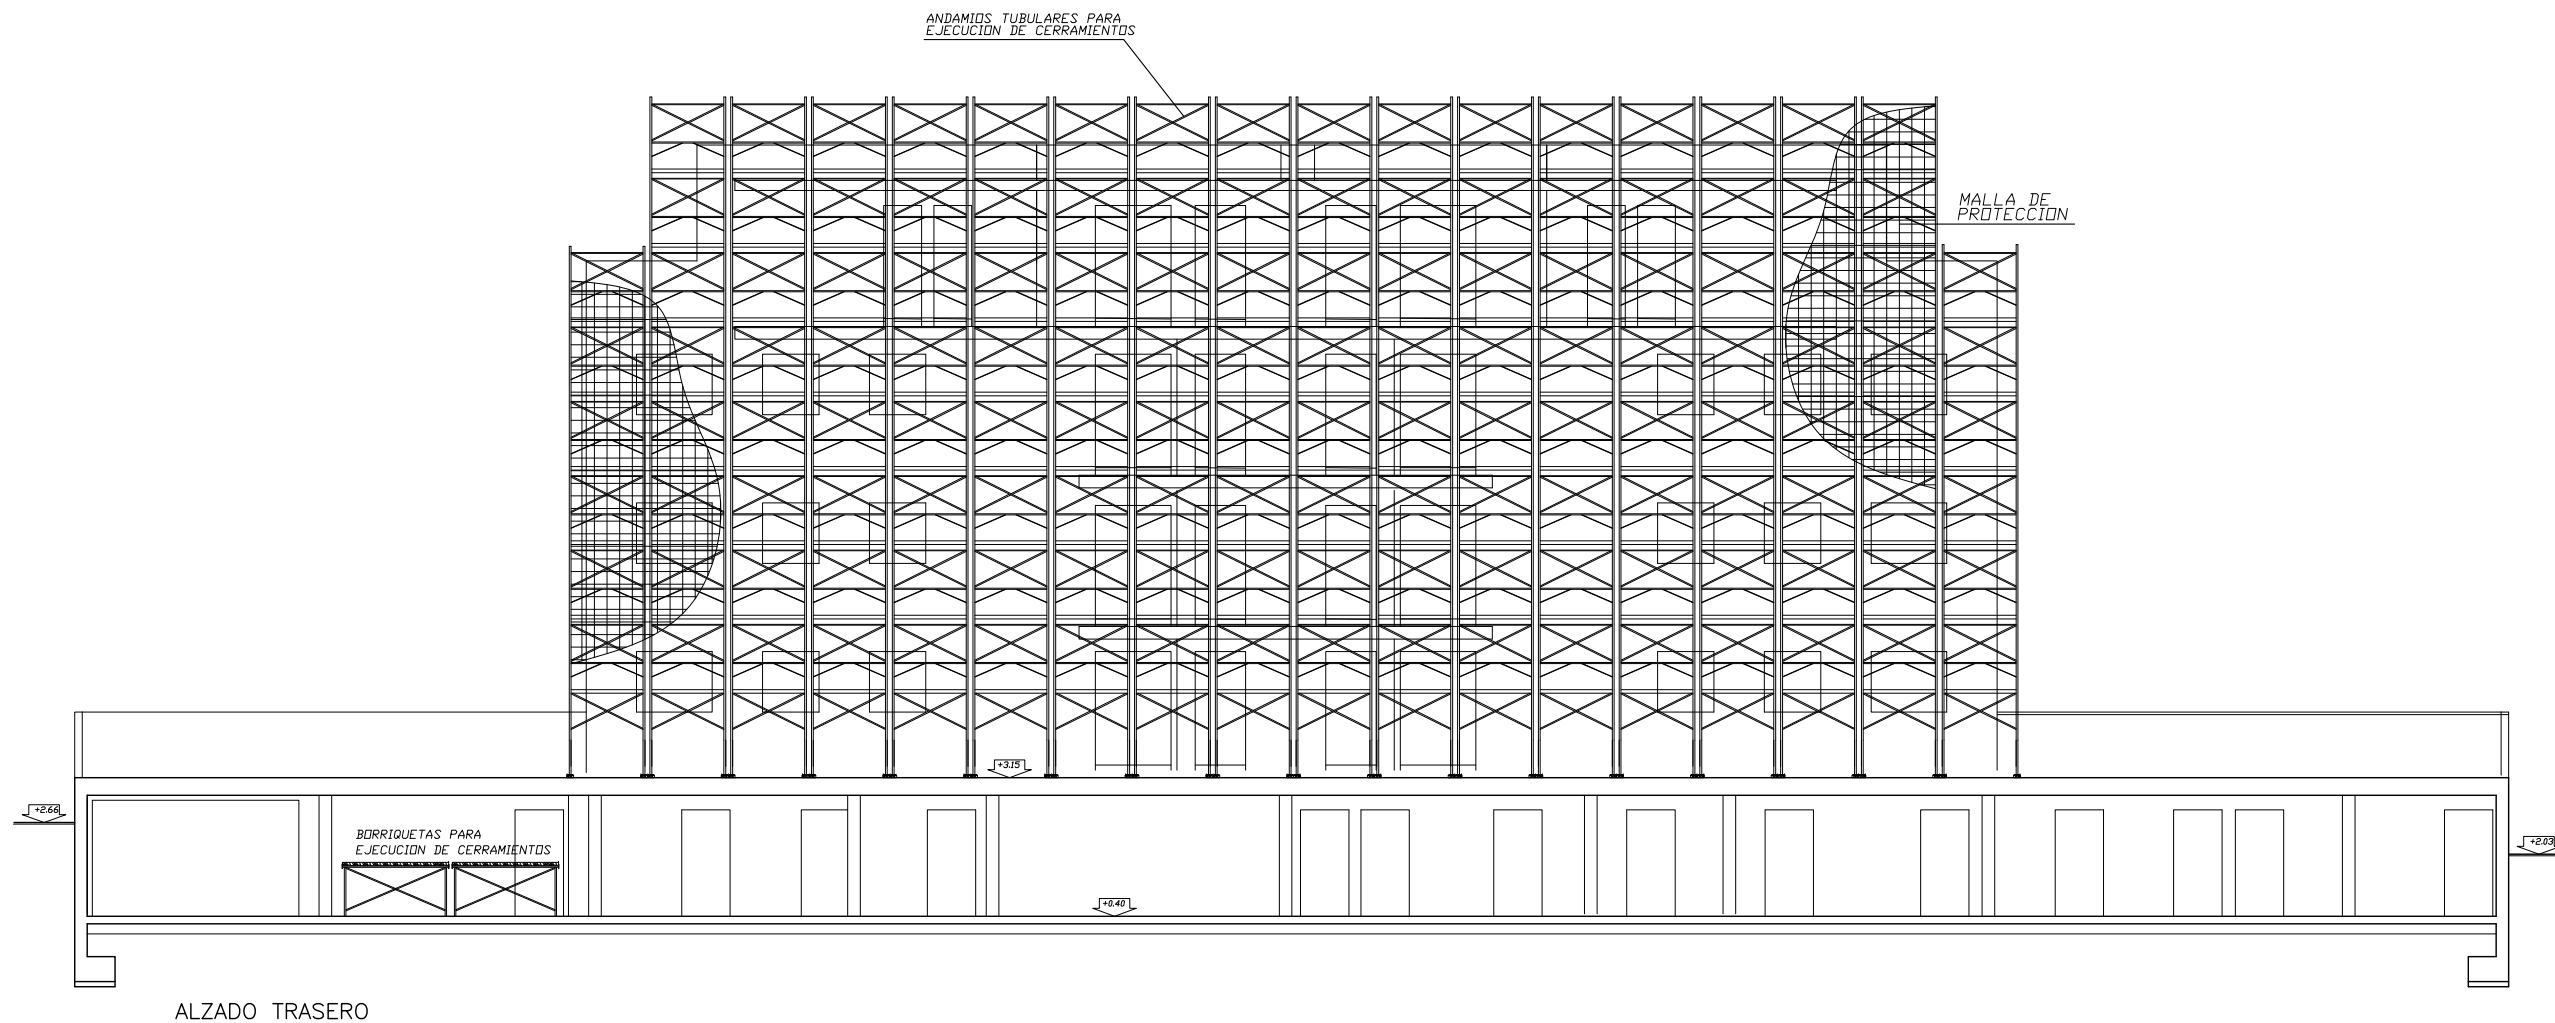 ANDAMIOS TUBULARES PARA
EJECUCION DE CERRAMIENTOS
MALLA DE
PROTECCION
+3.15
+2.66
BORRIQUETAS PARA
EJECUCION DE CERRAMIENTOS
+2.03
+0.40
ALZADO TRASERO